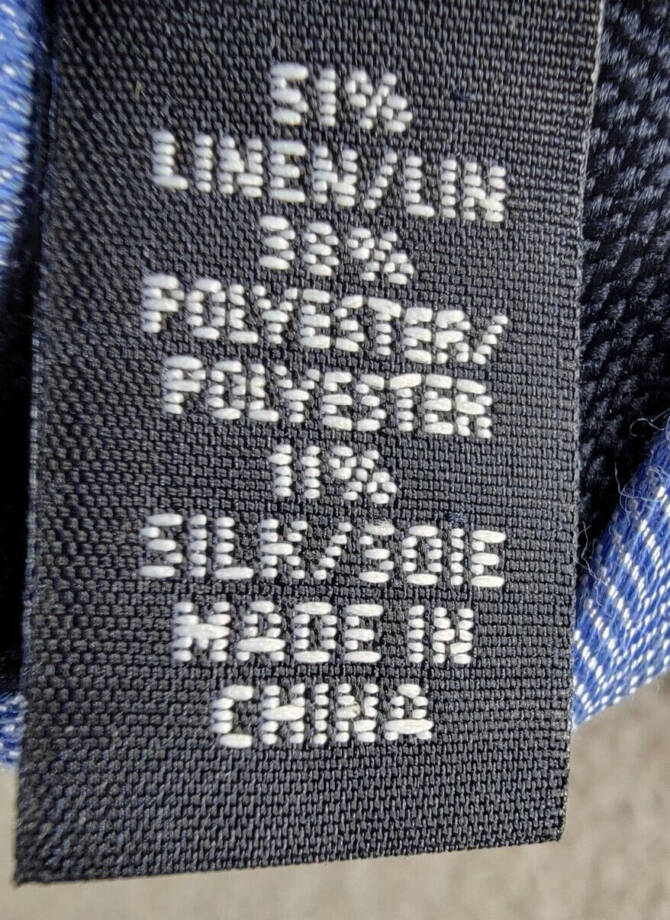 51%
LINEN/LIN
38%
POLYESTER/
POLYESTER
11%
SILK/SOIE
MADE IN
CHINA